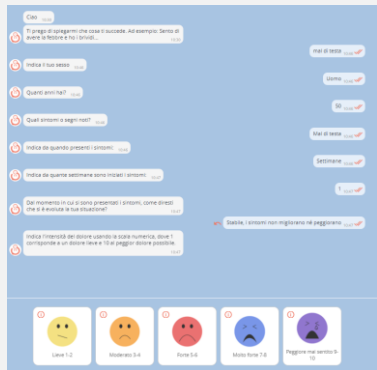 Ciao
Ti prego di spiegarmi che cosa ti succede. Ad esempio: Sento di
avere la febbre e ho i brividi...
mal di testa
Indica il tuo sesso
Uomo
Quanti anni hai?
Quali sintomi o segni noti?
Mal di testa
Indica da quando presenti i sintomi:
Settimane
Indica da quante settimane sono iniziati i sintomi:
1
Dal momento in cui si sono presentati i sintomi, come diresti
che si è evoluta la tua situazione?
Stabile, i sintomi non migliorano né peggiorano
Indica l'intensità del dolore usando la scala numerica, dove 1
corrisponde a un dolore lieve e 10 al peggior dolore possibile.
Lieve 1-2
Moderato 3-4
Forte 5-6
Molto forte 7-8
Peggiore mai sentito 9-
10